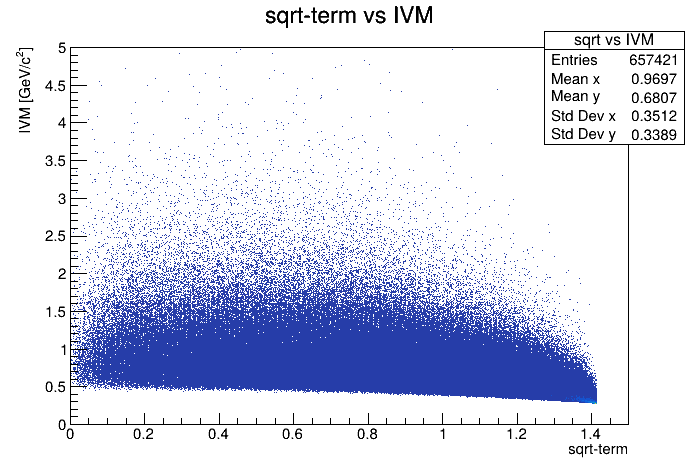 sqrt-term vs IVM
sqrt vs IVM
Entries 657421
Mean x 0.9697
Mean y 0.6807
Std Dev x 0.3512
Std Dev y 0.3389
IVM [GeV/c²]
5
4.5
4
3.5
3
2.5
2
1.5
1
0.5
0
0 0.2 0.4 0.6 0.8 1 1.2 1.4
sqrt-term